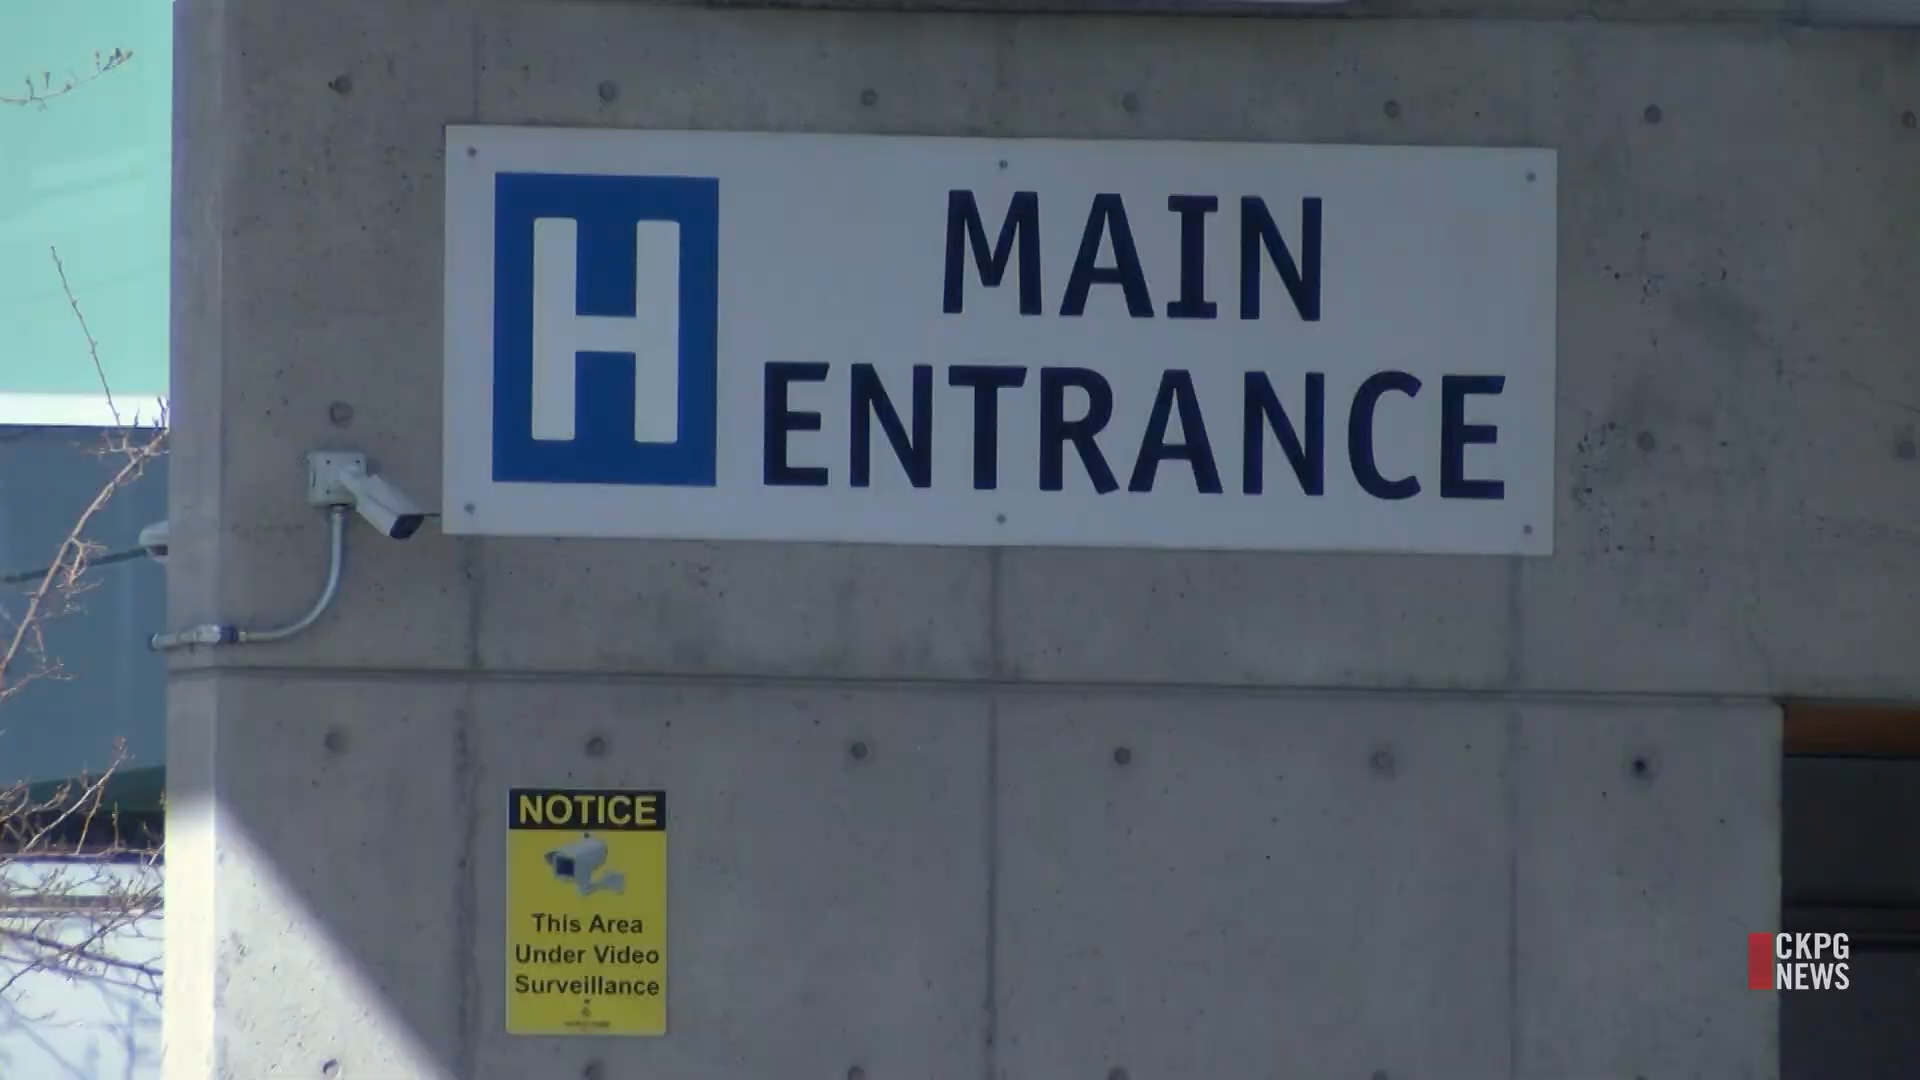 H
MAIN
ENTRANCE
NOTICE
This Area
Under Video
Surveillance
CKPG
NEWS